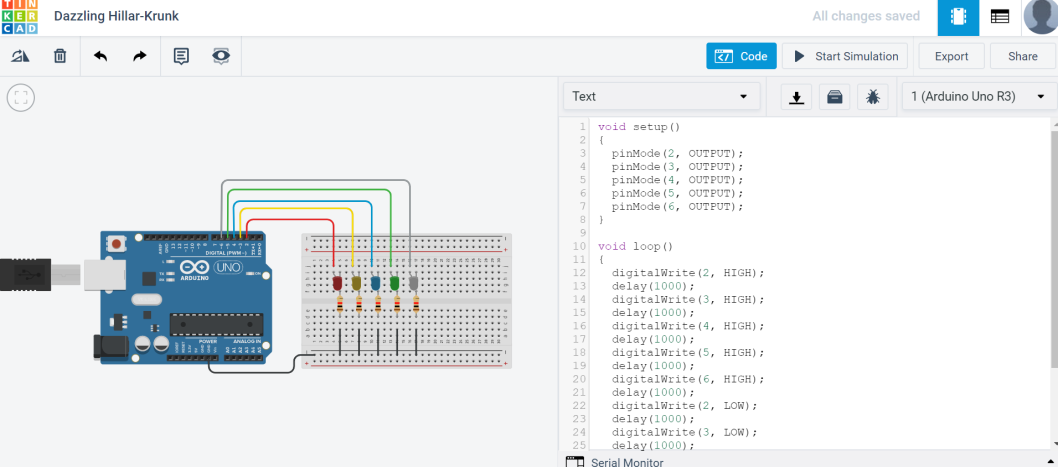 TIN
KER
CAD
Dazzling Hillar-Krunk
All changes saved
Code
Start Simulation
Export
Share
Text
1 (Arduino Uno R3)
1 void setup()
2 {
3 pinMode(2, OUTPUT);
4 pinMode(3, OUTPUT);
5 pinMode(4, OUTPUT);
6 pinMode(5, OUTPUT);
7 pinMode(6, OUTPUT);
8 }
9
10 void loop()
11 {
12 digitalWrite(2, HIGH);
13 delay(1000);
14 digitalWrite(3, HIGH);
15 delay(1000);
16 digitalWrite(4, HIGH);
17 delay(1000);
18 digitalWrite(5, HIGH);
19 delay(1000);
20 digitalWrite(6, HIGH);
21 delay(1000);
22 digitalWrite(2, LOW);
23 delay(1000);
24 digitalWrite(3, LOW);
25 delay(1000);
DIGITAL (PWM~)
UNO
ARDUINO
POWER
ANALOG IN
Serial Monitor